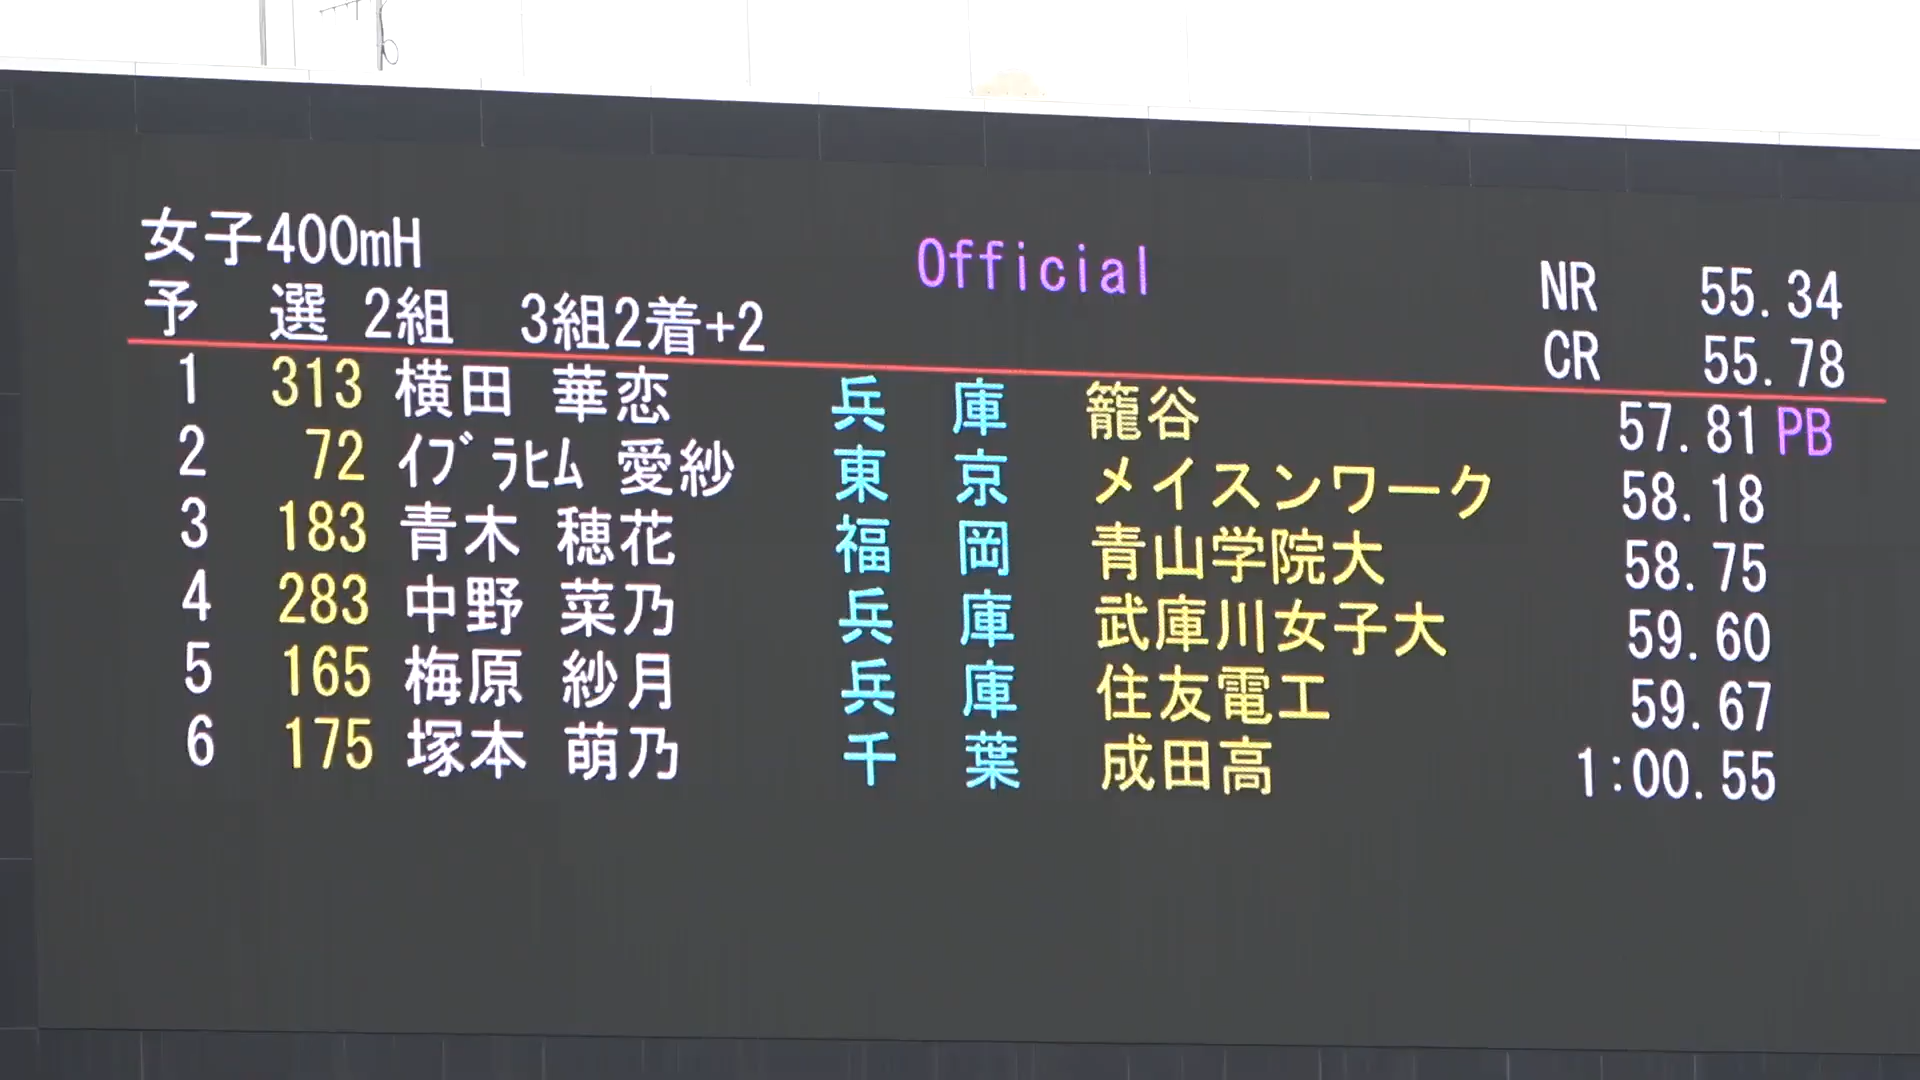 女子400mH Official NR 55.34
予 選 2組 3組2着+2 CR 55.78
1 313 横田 華恋 兵 庫 籠谷 57.81 PB
2 72 ｲﾌﾞﾗﾋﾑ 愛紗 東 京 メイスンワーク 58.18
3 183 青木 穂花 福 岡 青山学院大 58.75
4 283 中野 菜乃 兵 庫 武庫川女子大 59.60
5 165 梅原 紗月 兵 庫 住友電工 59.67
6 175 塚本 萌乃 千 葉 成田高 1:00.55